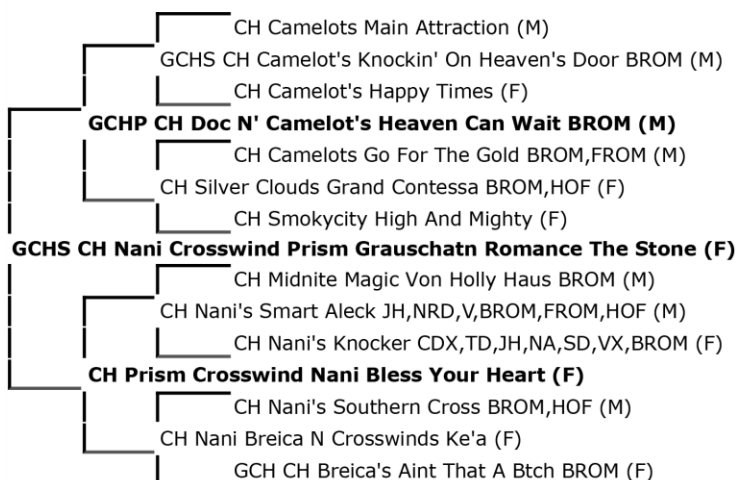 CH Camelots Main Attraction (M)
GCHS CH Camelot's Knockin' On Heaven's Door BROM (M)
CH Camelot's Happy Times (F)
GCHP CH Doc N' Camelot's Heaven Can Wait BROM (M)
CH Camelots Go For The Gold BROM,FROM (M)
CH Silver Clouds Grand Contessa BROM,HOF (F)
CH Smokycity High And Mighty (F)
GCHS CH Nani Crosswind Prism Grauschatn Romance The Stone (F)
CH Midnite Magic Von Holly Haus BROM (M)
CH Nani's Smart Aleck JH,NRD,V,BROM,FROM,HOF (M)
CH Nani's Knocker CDX,TD,JH,NA,SD,VX,BROM (F)
CH Prism Crosswind Nani Bless Your Heart (F)
CH Nani's Southern Cross BROM,HOF (M)
CH Nani Breica N Crosswinds Ke'a (F)
GCH CH Breica's Aint That A Btch BROM (F)